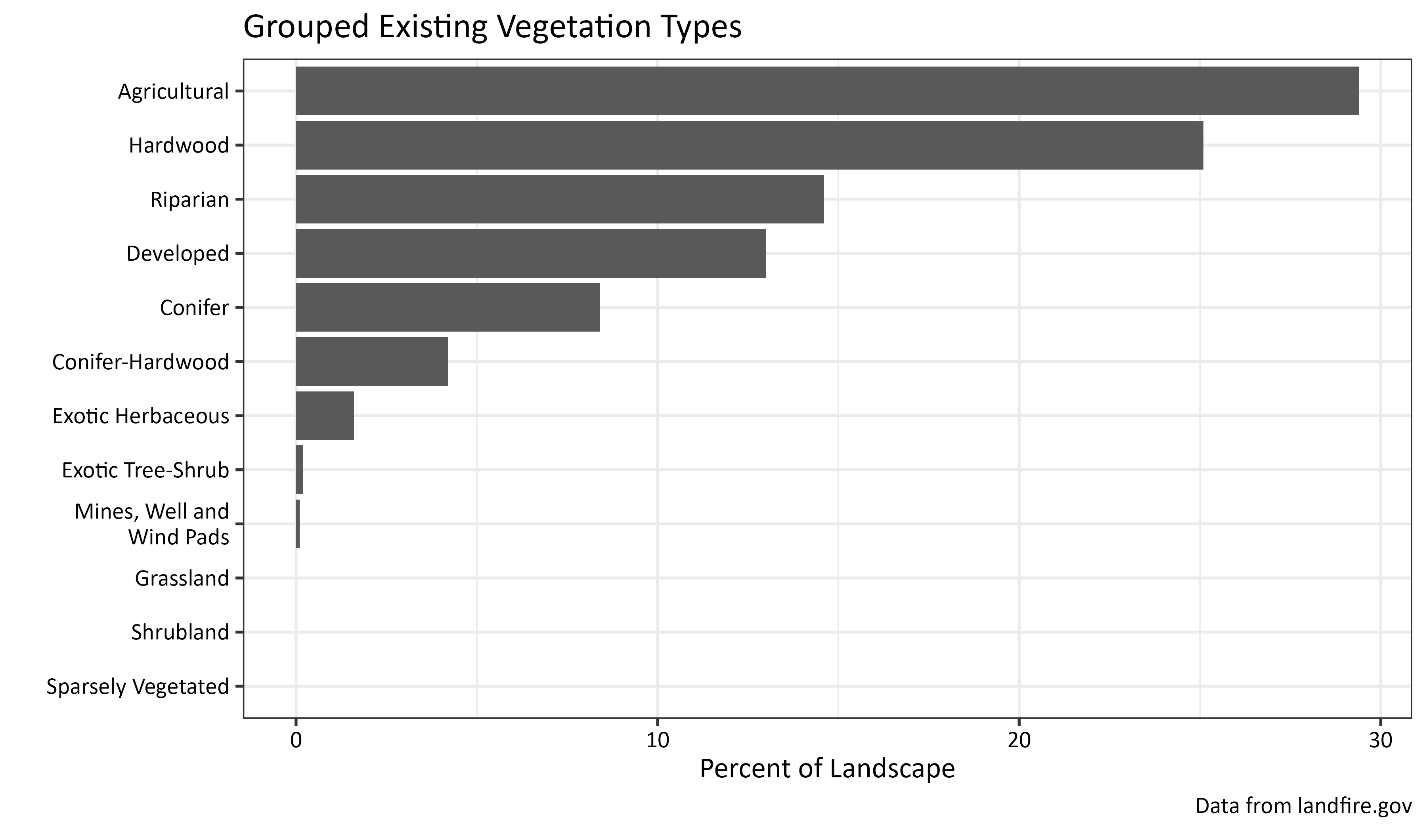 Grouped Existing Vegetation Types
Agricultural
Hardwood
Riparian
Developed
Conifer
Conifer-Hardwood
Exotic Herbaceous
Exotic Tree-Shrub
Mines, Well and
Wind Pads
Grassland
Shrubland
Sparsely Vegetated
0 10 20 30
Percent of Landscape
Data from landfire.gov